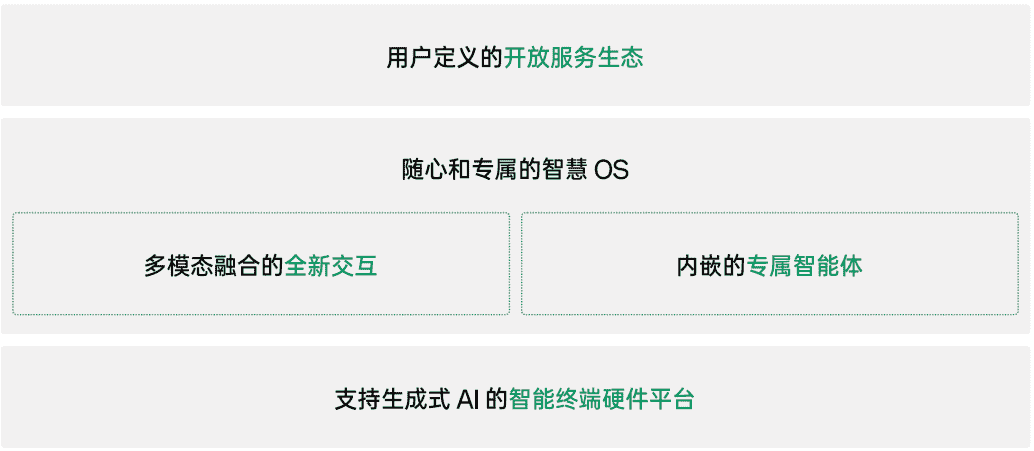 用户定义的开放服务生态
随心和专属的智慧 OS
多模态融合的全新交互
内嵌的专属智能体
支持生成式 AI 的智能终端硬件平台